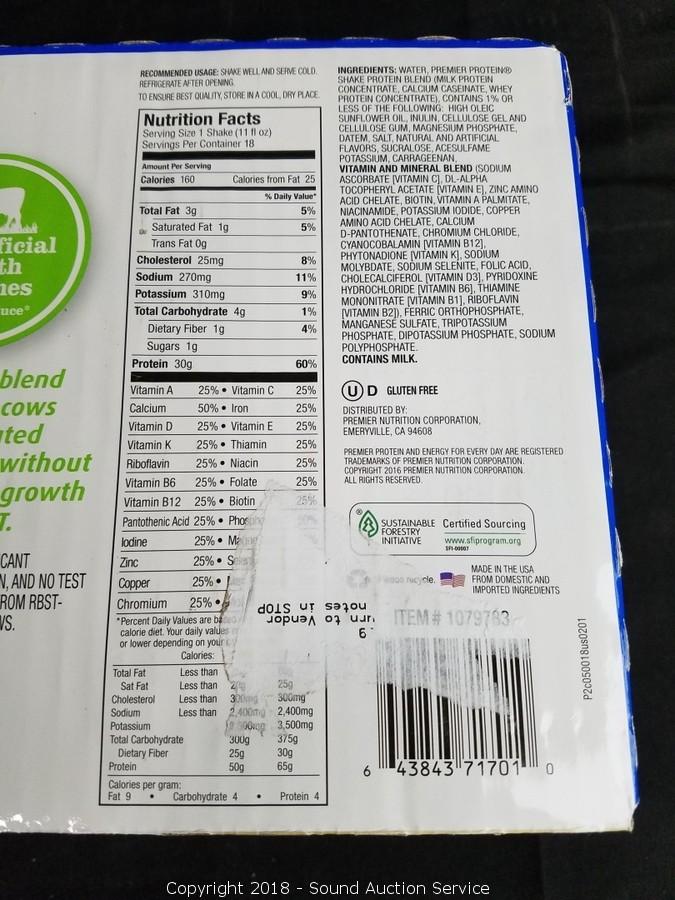 ficial
th
nes
uce*
blend
cows
ated
without
growth
T.
CANT
N, AND NO TEST
ROM RBST-
WS.
RECOMMENDED USAGE: SHAKE WELL AND SERVE COLD.
REFRIGERATE AFTER OPENING.
TO ENSURE BEST QUALITY, STORE IN A COOL, DRY PLACE.
Nutrition Facts
Serving Size 1 Shake (11 fl oz)
Servings Per Container 18
Amount Per Serving
Calories 160 Calories from Fat 25
% Daily Value*
Total Fat 3g 5%
Saturated Fat 1g 5%
Trans Fat 0g
Cholesterol 25mg 8%
Sodium 270mg 11%
Potassium 310mg 9%
Total Carbohydrate 4g 1%
Dietary Fiber 1g 4%
Sugars 1g
Protein 30g 60%
Vitamin A 25% • Vitamin C 25%
Calcium 50% • Iron 25%
Vitamin D 25% • Vitamin E 25%
Vitamin K 25% • Thiamin 25%
Riboflavin 25% • Niacin 25%
Vitamin B6 25% • Folate 25%
Vitamin B12 25% • Biotin 25%
Pantothenic Acid 25% •
Iodine 25% •
Zinc 25% •
Copper 25% •
Chromium 25% •
*Percent Daily Values are
calorie diet. Your daily values
or lower depending on your
Calories:
Total Fat Less than
Sat Fat Less than 25g
Cholesterol Less than 300mg 300mg
Sodium Less than 2,400mg 2,400mg
Potassium 3,500mg
Total Carbohydrate 300g 375g
Dietary Fiber 25g 30g
Protein 50g 65g
Calories per gram:
Fat 9 • Carbohydrate 4 • Protein 4
INGREDIENTS: WATER, PREMIER PROTEIN®
SHAKE PROTEIN BLEND (MILK PROTEIN
CONCENTRATE, CALCIUM CASEINATE, WHEY
PROTEIN CONCENTRATE), CONTAINS 1% OR
LESS OF THE FOLLOWING: HIGH OLEIC
SUNFLOWER OIL, INULIN, CELLULOSE GEL AND
CELLULOSE GUM, MAGNESIUM PHOSPHATE,
DATEM, SALT, NATURAL AND ARTIFICIAL
FLAVORS, SUCRALOSE, ACESULFAME
POTASSIUM, CARRAGEENAN,
VITAMIN AND MINERAL BLEND (SODIUM
ASCORBATE [VITAMIN C], DL-ALPHA
TOCOPHERYL ACETATE [VITAMIN E], ZINC AMINO
ACID CHELATE, BIOTIN, VITAMIN A PALMITATE,
NIACINAMIDE, POTASSIUM IODIDE, COPPER
AMINO ACID CHELATE, CALCIUM
D-PANTOTHENATE, CHROMIUM CHLORIDE,
CYANOCOBALAMIN [VITAMIN B12],
PHYTONADIONE [VITAMIN K], SODIUM
MOLYBDATE, SODIUM SELENITE, FOLIC ACID,
CHOLECALCIFEROL [VITAMIN D3], PYRIDOXINE
HYDROCHLORIDE [VITAMIN B6], THIAMINE
MONONITRATE [VITAMIN B1], RIBOFLAVIN
[VITAMIN B2]), FERRIC ORTHOPHOSPHATE,
MANGANESE SULFATE, TRIPOTASSIUM
PHOSPHATE, DIPOTASSIUM PHOSPHATE, SODIUM
POLYPHOSPHATE.
CONTAINS MILK.
U D GLUTEN FREE
DISTRIBUTED BY:
PREMIER NUTRITION CORPORATION,
EMERYVILLE, CA 94608
PREMIER PROTEIN AND ENERGY FOR EVERY DAY ARE REGISTERED
TRADEMARKS OF PREMIER NUTRITION CORPORATION.
COPYRIGHT 2016 PREMIER NUTRITION CORPORATION.
ALL RIGHTS RESERVED.
SUSTAINABLE
FORESTRY
INITIATIVE
Certified Sourcing
www.sfiprogram.org
SFI-00007
recycle.
MADE IN THE USA
FROM DOMESTIC AND
IMPORTED INGREDIENTS
urn to Vendor
notes in STOP
ITEM # 1079783
6 43843 71701 0
P2c050018us0201
Copyright 2018 - Sound Auction Service